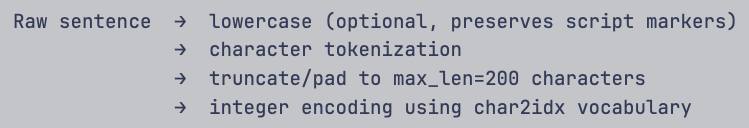 Raw sentence → lowercase (optional, preserves script markers)
→ character tokenization
→ truncate/pad to max_len=200 characters
→ integer encoding using char2idx vocabulary